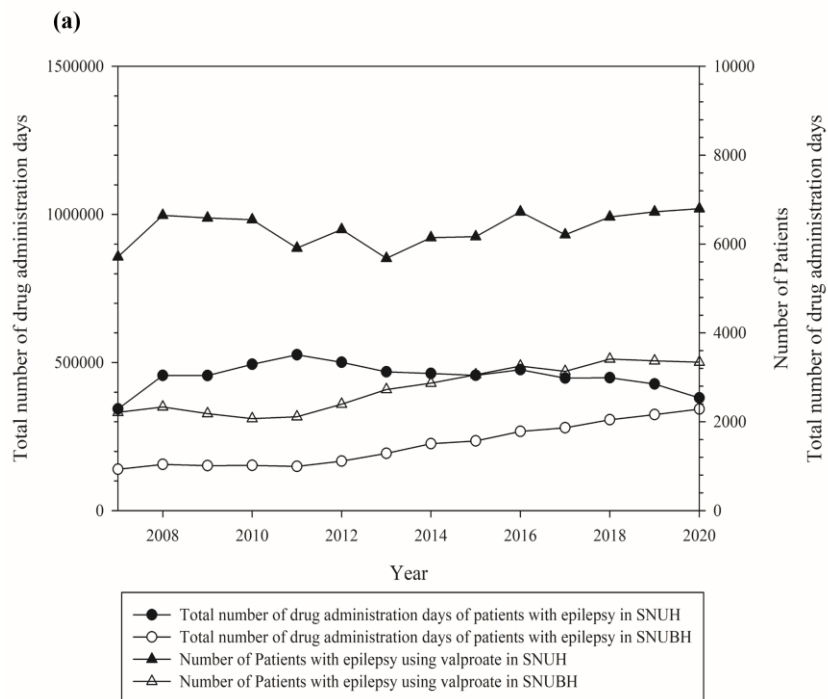 (a)
1500000
1000000
500000
0
Total number of drug administration days
10000
8000
6000
4000
2000
0
Number of Patients
Total number of drug administration days
2008 2010 2012 2014 2016 2018 2020
Year
Total number of drug administration days of patients with epilepsy in SNUH
Total number of drug administration days of patients with epilepsy in SNUBH
Number of Patients with epilepsy using valproate in SNUH
Number of Patients with epilepsy using valproate in SNUBH